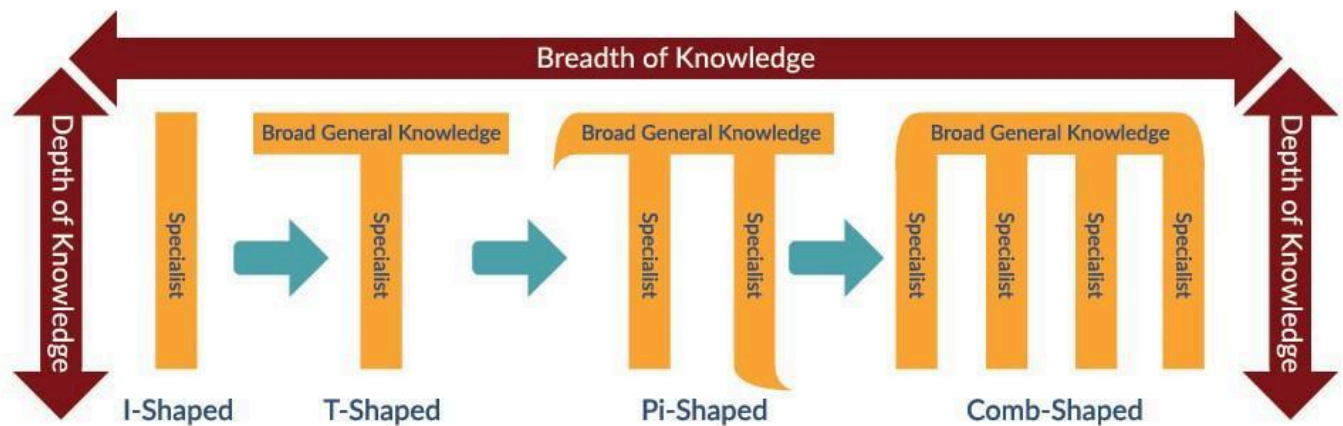 Breadth of Knowledge
Depth of Knowledge
Depth of Knowledge
Broad General Knowledge
Broad General Knowledge
Broad General Knowledge
Specialist
Specialist
Specialist
Specialist
Specialist
Specialist
Specialist
Specialist
I-Shaped
T-Shaped
Pi-Shaped
Comb-Shaped